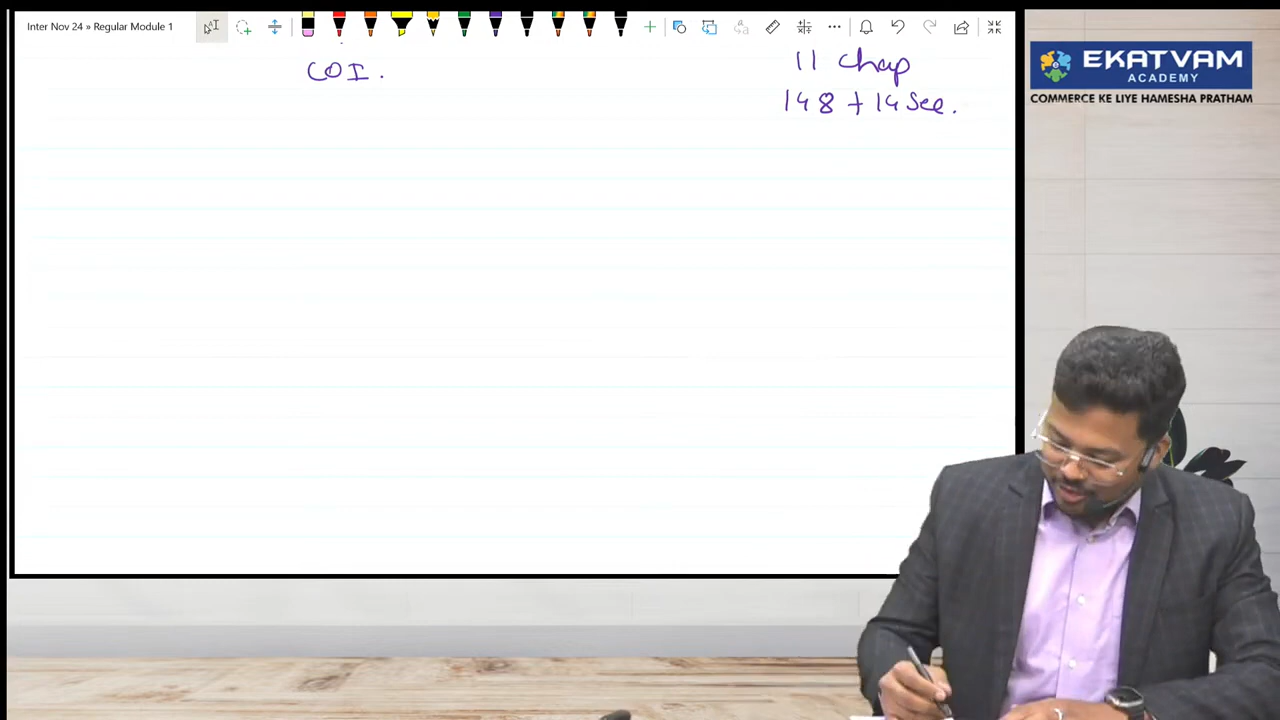 Inter Nov 24 » Regular Module 1
COI.
11 Chap
148 + 14 Sec.
EKATVAM
ACADEMY
COMMERCE KE LIYE HAMESHA PRATHAM